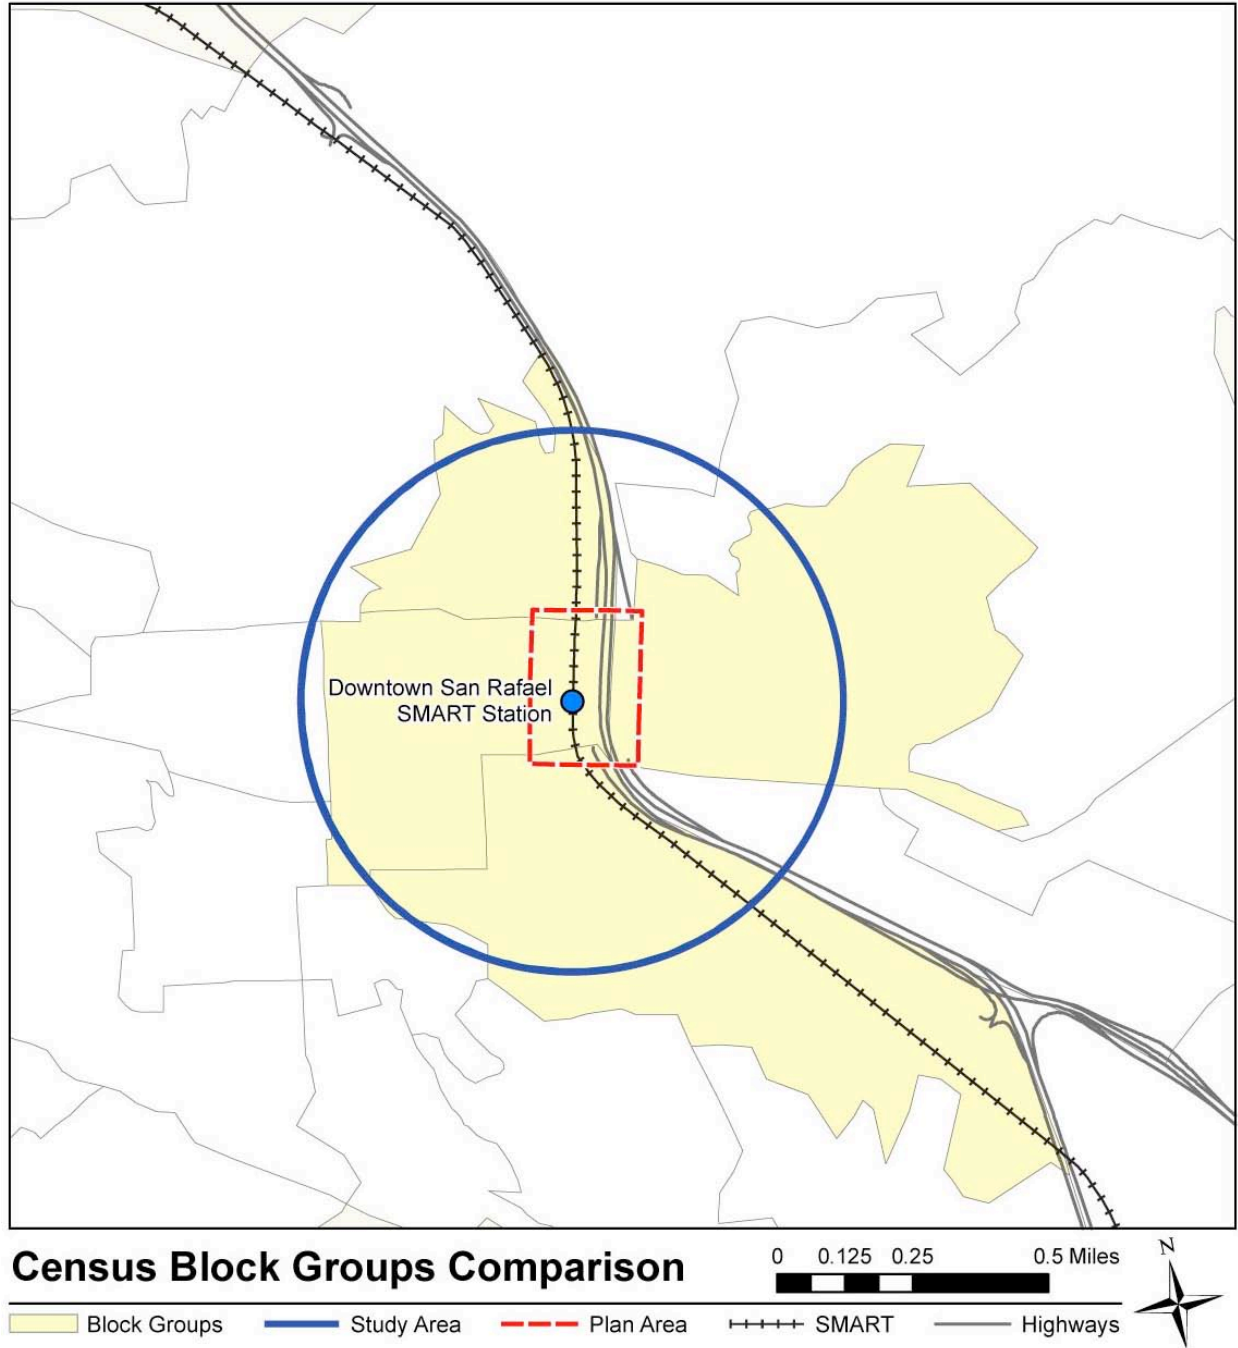 Downtown San Rafael
SMART Station
Census Block Groups Comparison
0 0.125 0.25 0.5 Miles
N
Block Groups Study Area Plan Area SMART Highways